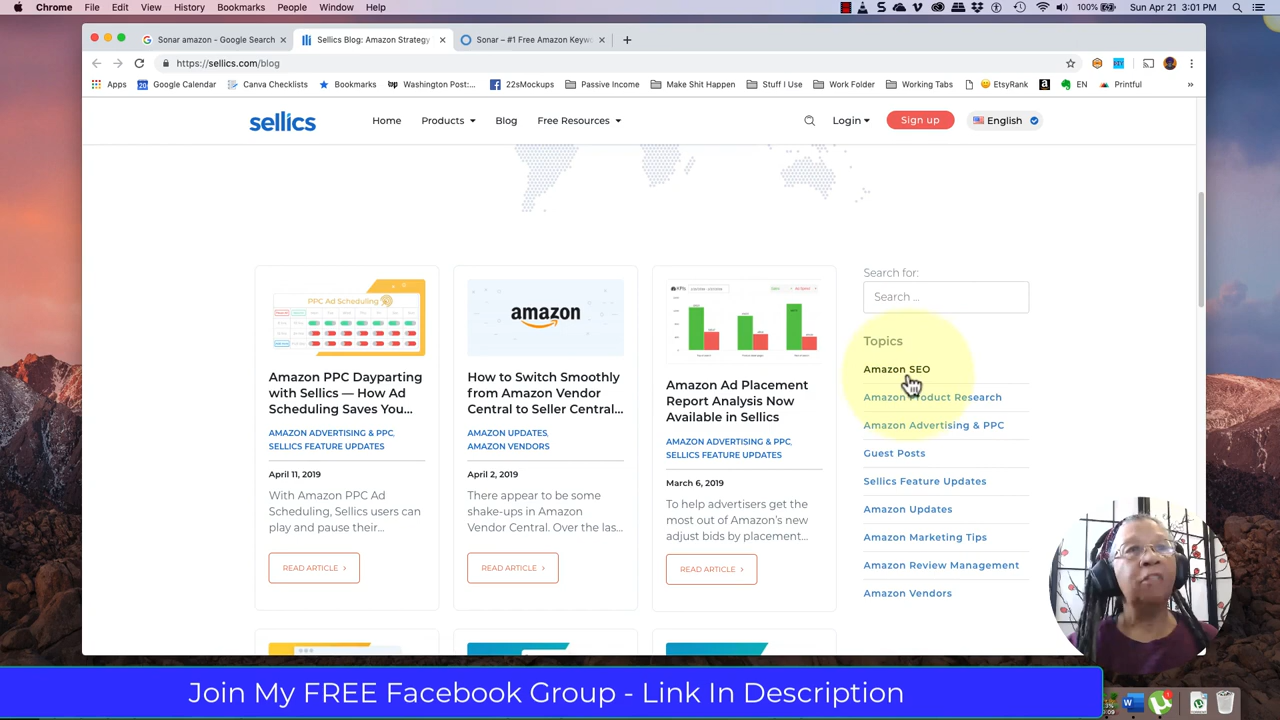 Chrome File Edit View History Bookmarks People Window Help 100% Sun Apr 21 3:01 PM
Sonar amazon - Google Search Sellics Blog: Amazon Strategy Sonar – #1 Free Amazon Keyw
https://sellics.com/blog
Apps Google Calendar Canva Checklists Bookmarks Washington Post:... 22sMockups Passive Income Make Shit Happen Stuff I Use Work Folder Working Tabs EtsyRank EN Printful
sellics Home Products Blog Free Resources Login Sign up English
Search for:
Search ...
Topics
Amazon SEO
Amazon Product Research
Amazon Advertising & PPC
Guest Posts
Sellics Feature Updates
Amazon Updates
Amazon Marketing Tips
Amazon Review Management
Amazon Vendors
PPC Ad Scheduling
Amazon PPC Dayparting
with Sellics — How Ad
Scheduling Saves You...
AMAZON ADVERTISING & PPC,
SELLICS FEATURE UPDATES
April 11, 2019
With Amazon PPC Ad
Scheduling, Sellics users can
play and pause their...
READ ARTICLE
amazon
How to Switch Smoothly
from Amazon Vendor
Central to Seller Central...
AMAZON UPDATES,
AMAZON VENDORS
April 2, 2019
There appear to be some
shake-ups in Amazon
Vendor Central. Over the las...
READ ARTICLE
Amazon Ad Placement
Report Analysis Now
Available in Sellics
AMAZON ADVERTISING & PPC,
SELLICS FEATURE UPDATES
March 6, 2019
To help advertisers get the
most out of Amazon's new
adjust bids by placement...
READ ARTICLE
Join My FREE Facebook Group - Link In Description